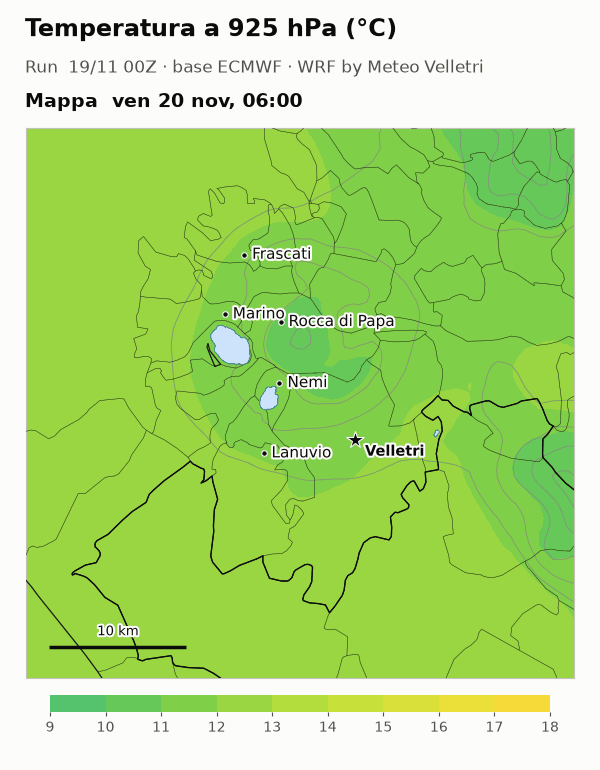 Temperatura a 925 hPa (°C)
Run  19/11 00Z · base ECMWF · WRF by Meteo Velletri
Mappa  ven 20 nov, 06:00
Frascati
Marino
Rocca di Papa
Nemi
Velletri
Lanuvio
10 km
9 10 11 12 13 14 15 16 17 18